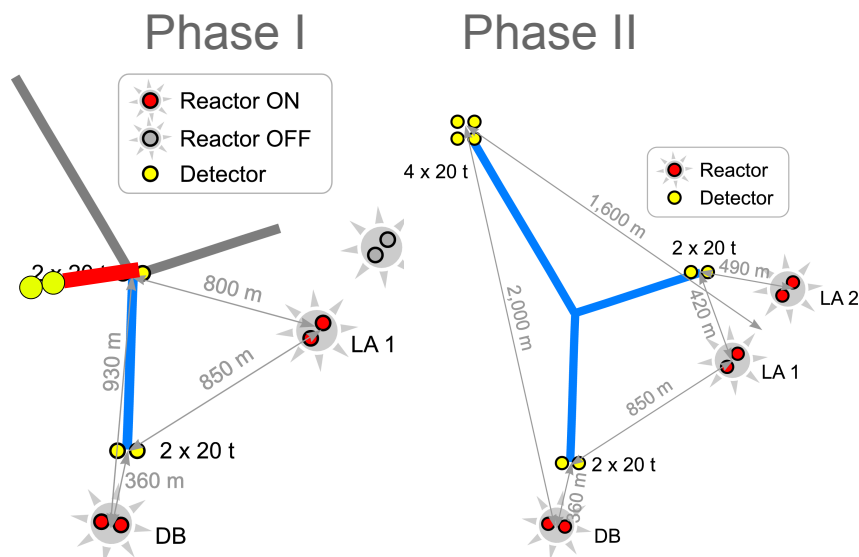 Phase I
Reactor ON
Reactor OFF
Detector
2 x 20 t
800 m
930 m
850 m
LA 1
2 x 20 t
360 m
DB
Phase II
4 x 20 t
Reactor
Detector
1,600 m
2 x 20 t
490 m
LA 2
420 m
2,000 m
LA 1
850 m
2 x 20 t
360 m
DB